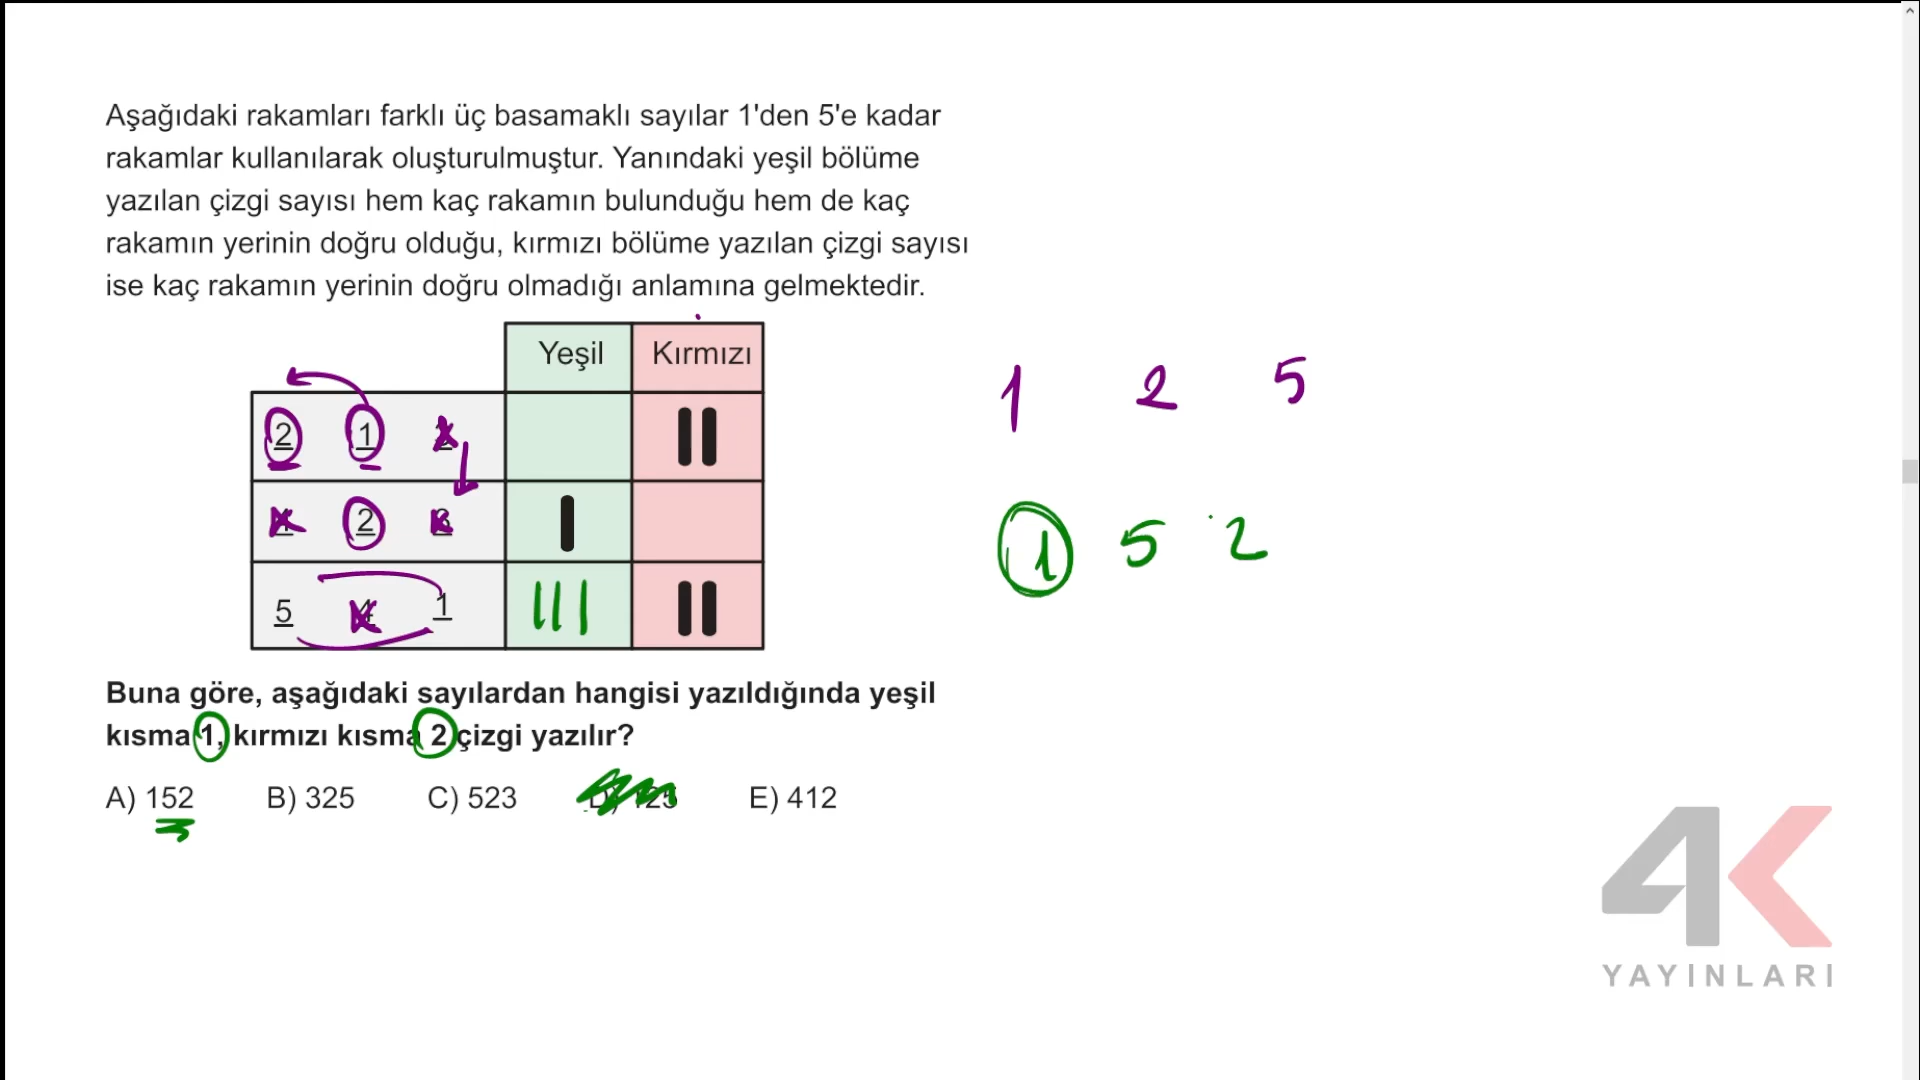 Aşağıdaki rakamları farklı üç basamaklı sayılar 1'den 5'e kadar
rakamlar kullanılarak oluşturulmuştur. Yanındaki yeşil bölüme
yazılan çizgi sayısı hem kaç rakamın bulunduğu hem de kaç
rakamın yerinin doğru olduğu, kırmızı bölüme yazılan çizgi sayısı
ise kaç rakamın yerinin doğru olmadığı anlamına gelmektedir.
Yeşil Kırmızı
2 1
2
5 4 1
1 2 5
1 5 2
Buna göre, aşağıdaki sayılardan hangisi yazıldığında yeşil
kısma 1, kırmızı kısma 2 çizgi yazılır?
A) 152 B) 325 C) 523 D) 125 E) 412
4K
YAYINLARI